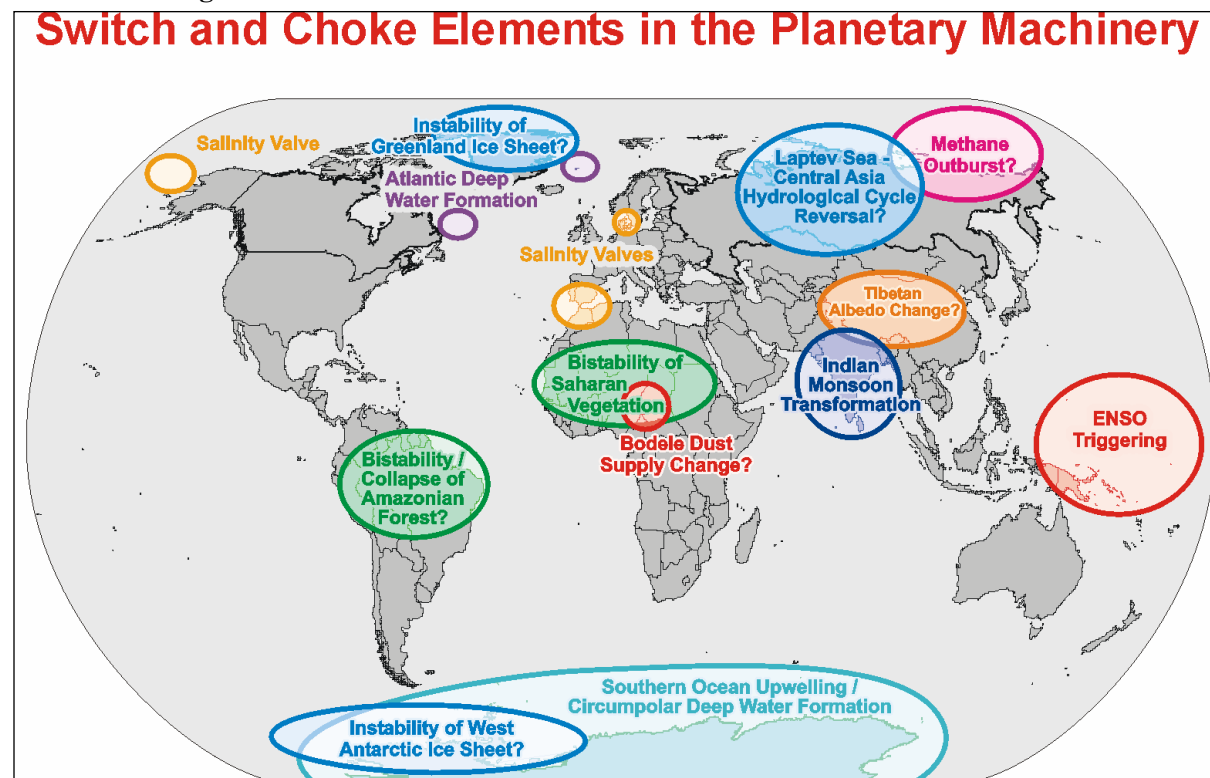 Switch and Choke Elements in the Planetary Machinery
Salinity Valve
Instability of
Greenland Ice Sheet?
Atlantic Deep
Water Formation
Salinity Valves
Laptev Sea -
Central Asia
Hydrological Cycle
Reversal?
Methane
Outburst?
Tibetan
Albedo Change?
Bistability of
Saharan
Vegetation
Indian
Monsoon
Transformation
Bodele Dust
Supply Change?
ENSO
Triggering
Bistability /
Collapse of
Amazonian
Forest?
Southern Ocean Upwelling /
Circumpolar Deep Water Formation
Instability of West
Antarctic Ice Sheet?